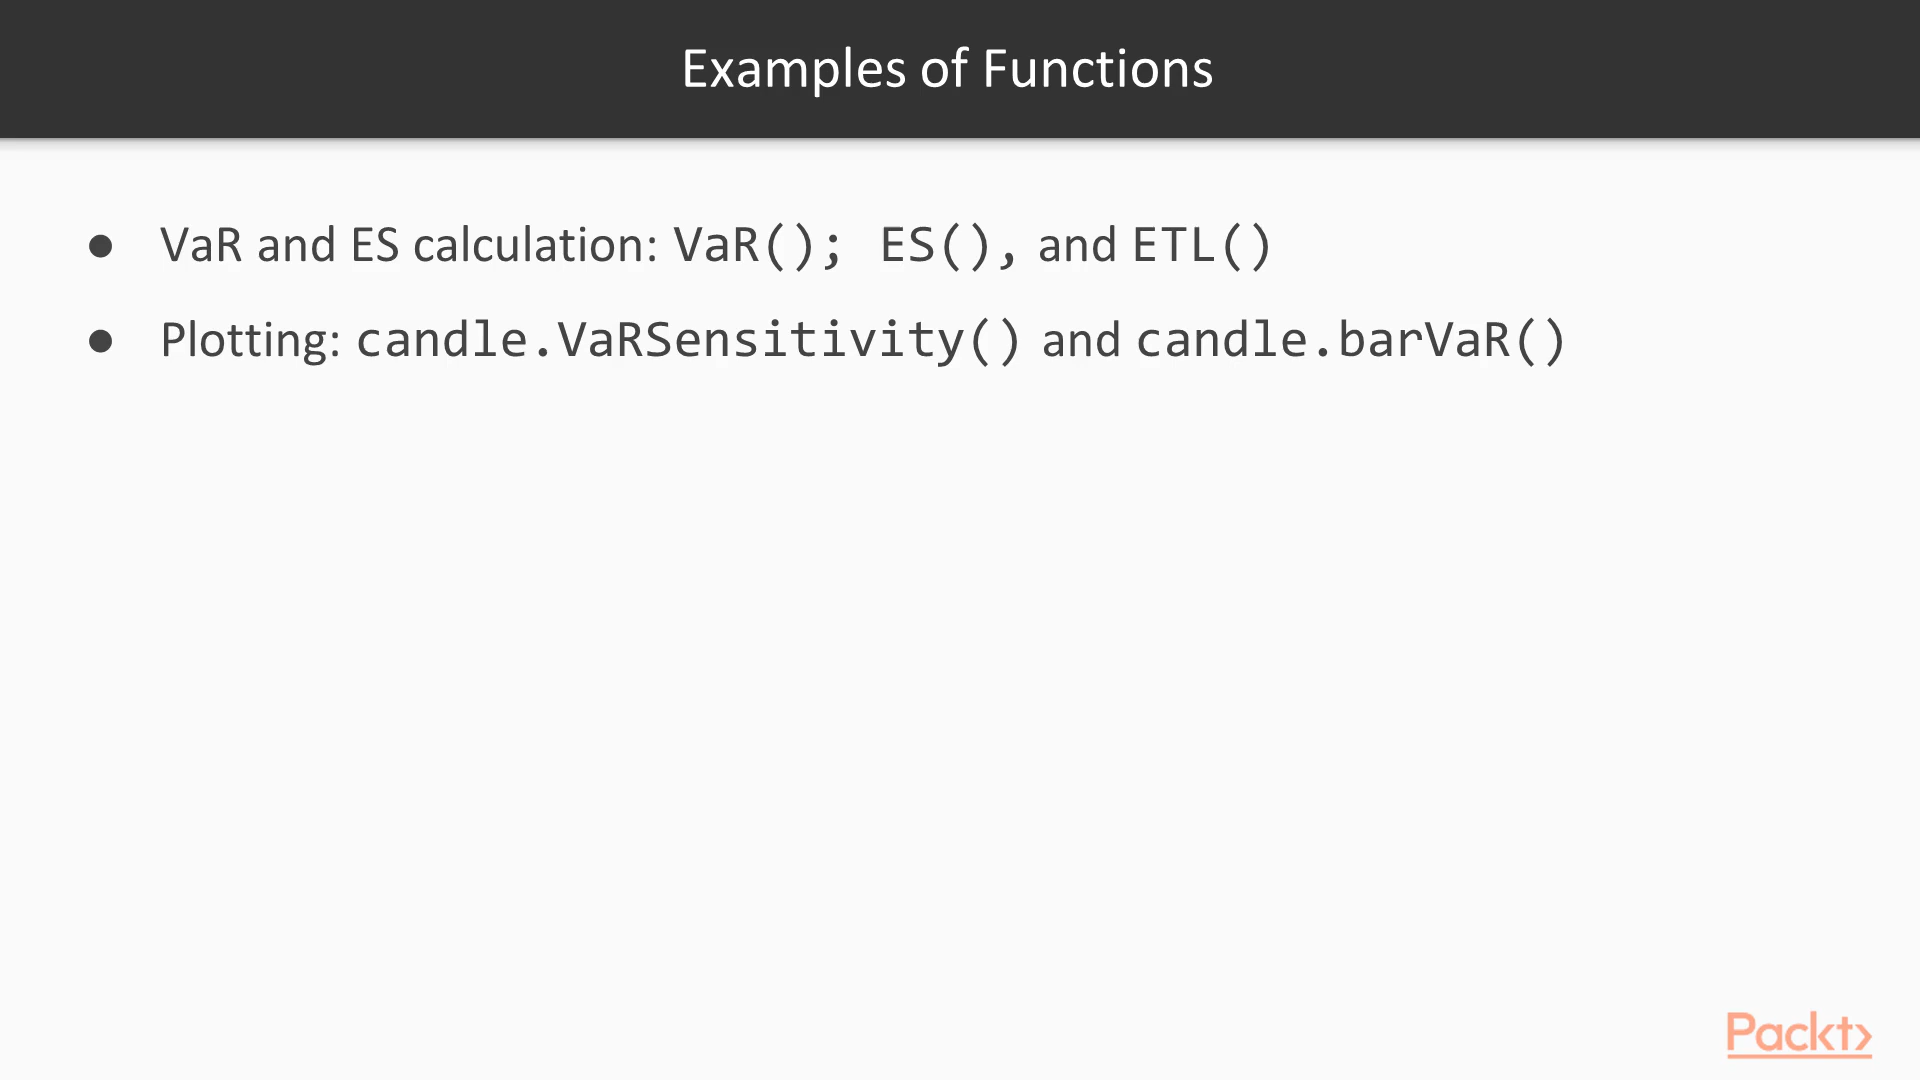 Examples of Functions
● VaR and ES calculation: VaR(); ES(), and ETL()
● Plotting: candle.VaRSensitivity() and candle.barVaR()
Packt>